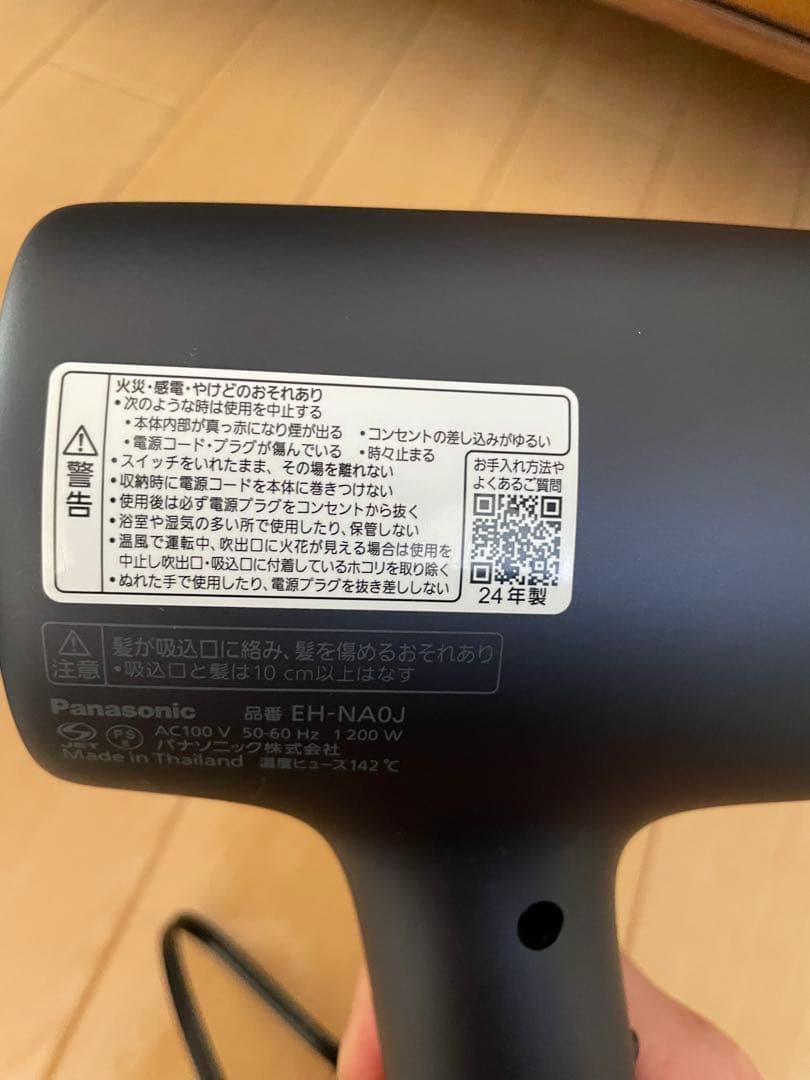 火災・感電・やけどのおそれあり
•次のような時は使用を中止する
•本体内部が真っ赤になり煙が出る •コンセントの差し込みがゆるい
•電源コード・プラグが傷んでいる •時々止まる
警告
•スイッチをいれたまま、その場を離れない
•収納時に電源コードを本体に巻きつけない
•使用後は必ず電源プラグをコンセントから抜く
•浴室や湿気の多い所で使用したり、保管しない
•温風で運転中、吹出口に火花が見える場合は使用を
中止し吹出口・吸込口に付着しているホコリを取り除く
•ぬれた手で使用したり、電源プラグを抜き差ししない
お手入れ方法や
よくあるご質問
24年製
注意
髪が吸込口に絡み、髪を傷めるおそれあり
•吸込口と髪は10 cm以上はなす
Panasonic 品番 EH-NA0J
JET PS E AC100 V 50-60 Hz 1 200 W
パナソニック株式会社
Made in Thailand 温度ヒューズ142℃